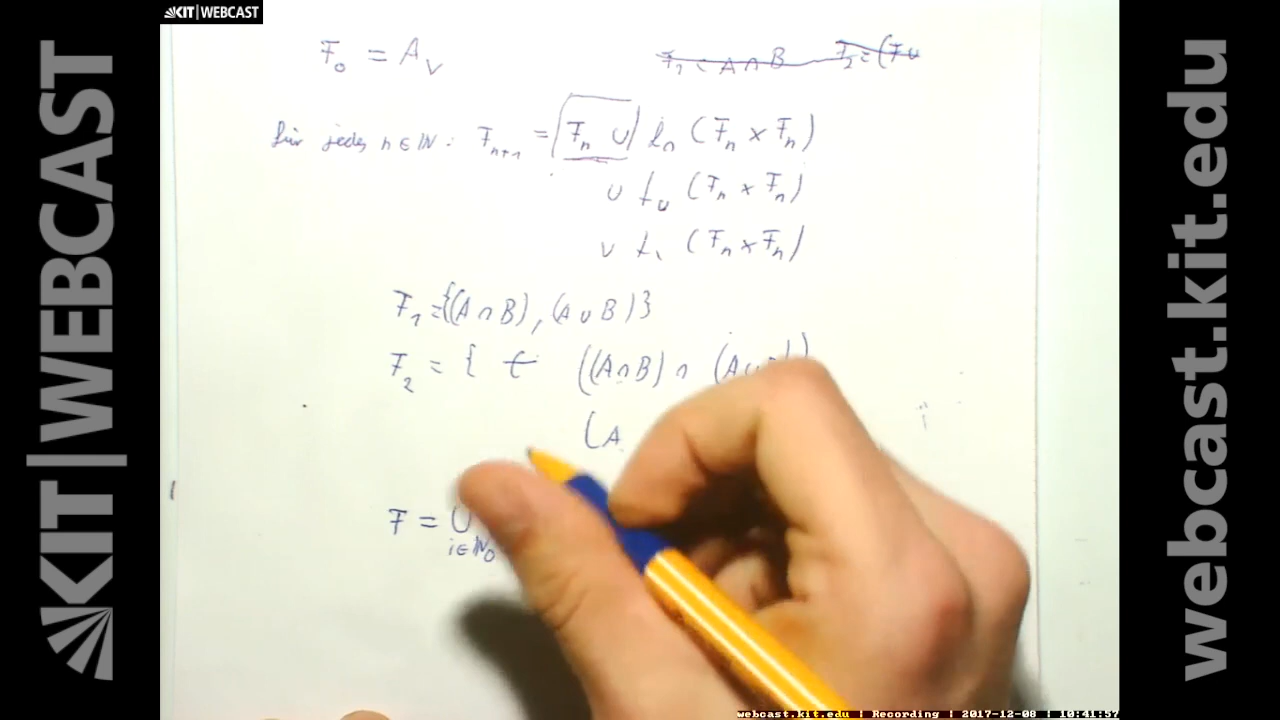 KIT|WEBCAST
KIT|WEBCAST
webcast.kit.edu
F₀ = A_V
F₁ ⊂ A ∩ B F₂ = (F ∪
für jedes n ∈ ℕ: F_{n+1} = F_n ∪ f_∩ (F_n × F_n)
∪ f_∪ (F_n × F_n)
∪ f_\ (F_n × F_n)
F₁ = {(A ∩ B), (A ∪ B)}
F₂ = { ((A ∩ B) ∩ (A ∪
(A
F = ∪
i ∈ ℕ₀
webcast.kit.edu | Recording | 2017-12-08 | 10:41:57